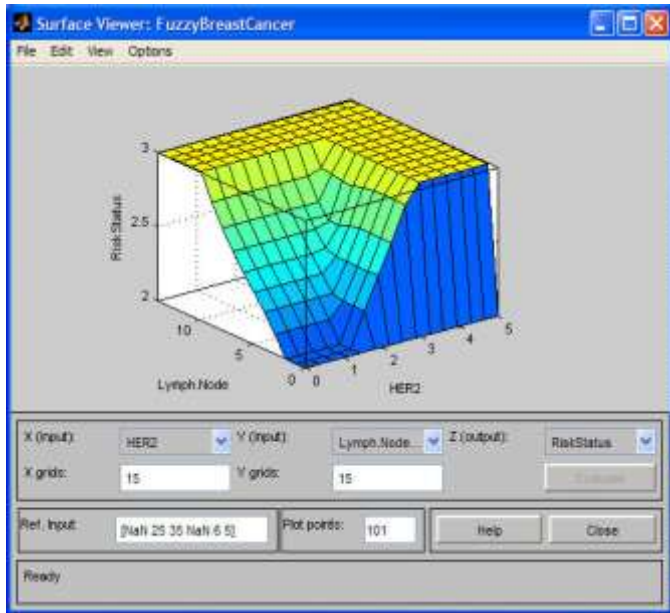 Surface Viewer: FuzzyBreastCancer
File Edit View Options
3
2.5
2
RiskStatus
10
5
0
Lymph.Node
0
1
2
3
4
5
HER2
X (input): HER2 Y (input): Lymph.Node... Z (output): RiskStatus
X grids: 15 Y grids: 15 Evaluate
Ref. Input: [NaN 25 35 NaN 6 5] Plot points: 101 Help Close
Ready